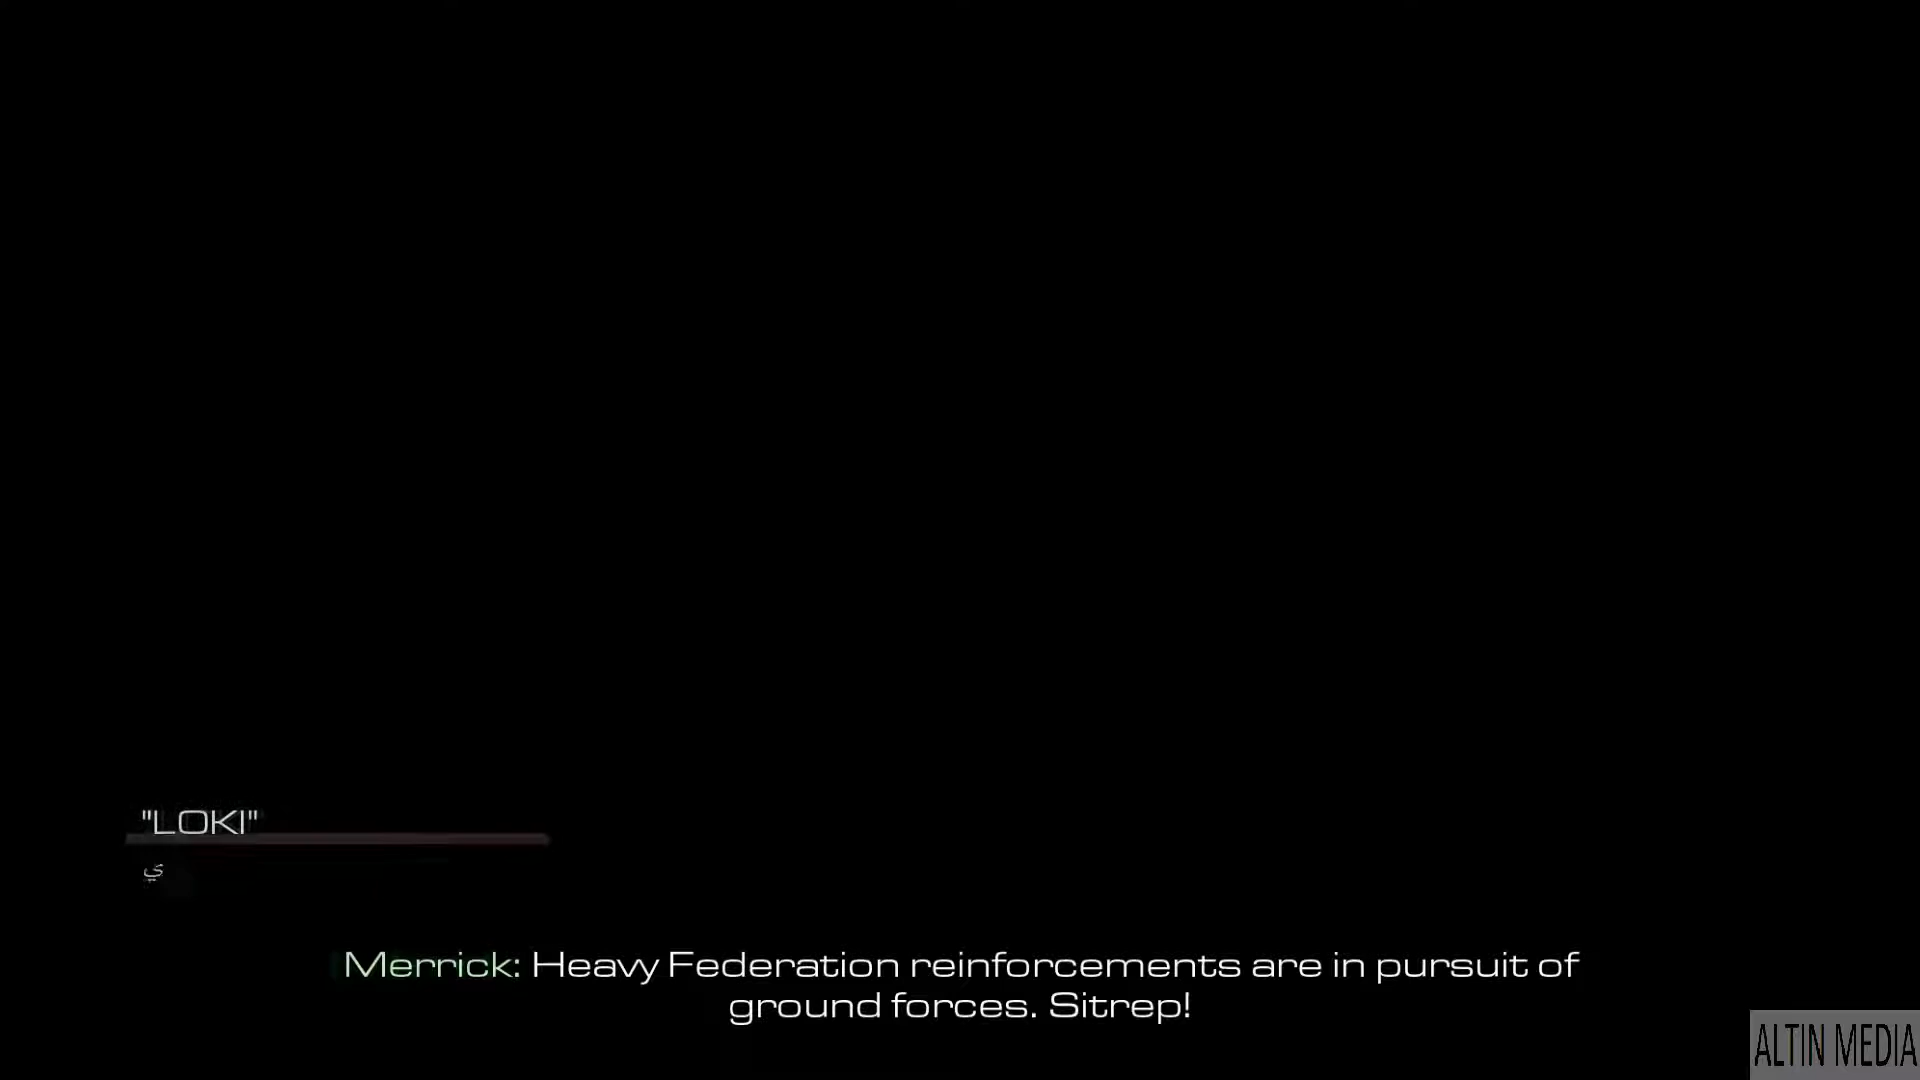 "LOKI"
ي
Merrick: Heavy Federation reinforcements are in pursuit of
ground forces. Sitrep!
ALTIN MEDIA